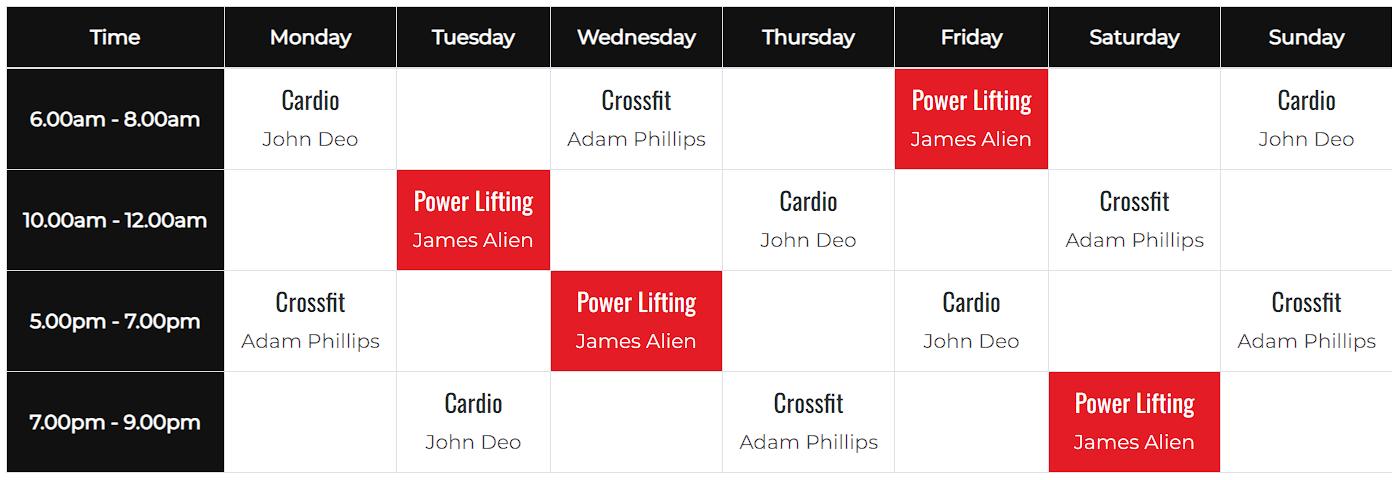 Time Monday Tuesday Wednesday Thursday Friday Saturday Sunday
Cardio Crossfit Power Lifting Cardio
6.00am - 8.00am
John Deo Adam Phillips James Alien John Deo
Power Lifting Cardio Crossfit
10.00am - 12.00am
James Alien John Deo Adam Phillips
Crossfit Power Lifting Cardio Crossfit
5.00pm - 7.00pm
Adam Phillips James Alien John Deo Adam Phillips
Cardio Crossfit Power Lifting
7.00pm - 9.00pm
John Deo Adam Phillips James Alien